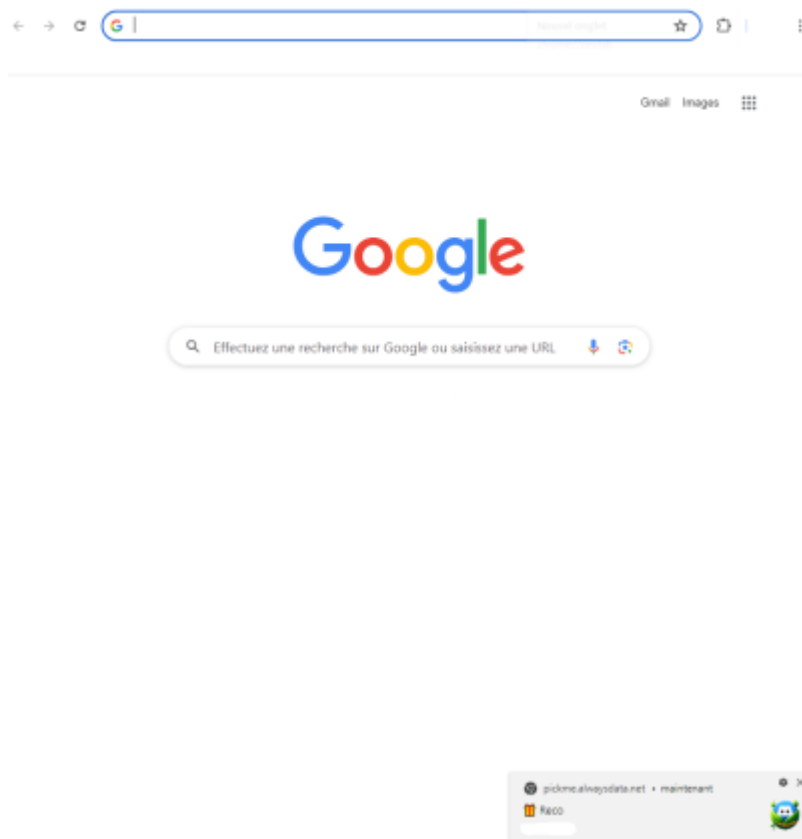 Gmail Images
Google
Effectuez une recherche sur Google ou saisissez une URL
pickme.alwaysdata.net • maintenant
Reco